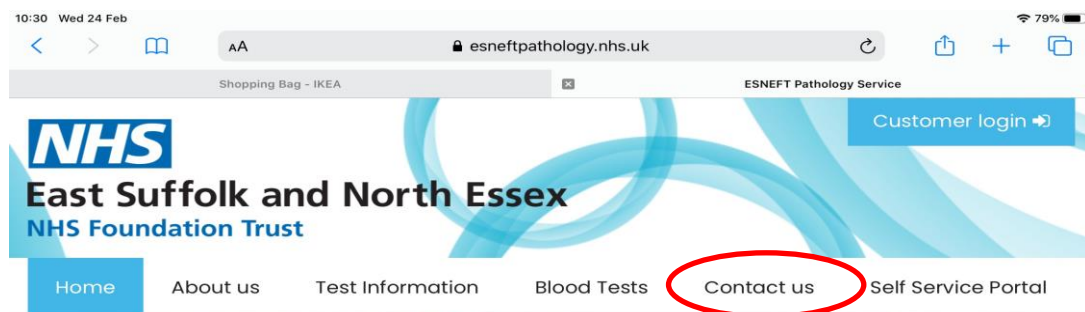 10:30 Wed 24 Feb 79%
AA esneftpathology.nhs.uk
Shopping Bag - IKEA ESNEFT Pathology Service
Customer login
NHS
East Suffolk and North Essex
NHS Foundation Trust
Home About us Test Information Blood Tests Contact us Self Service Portal